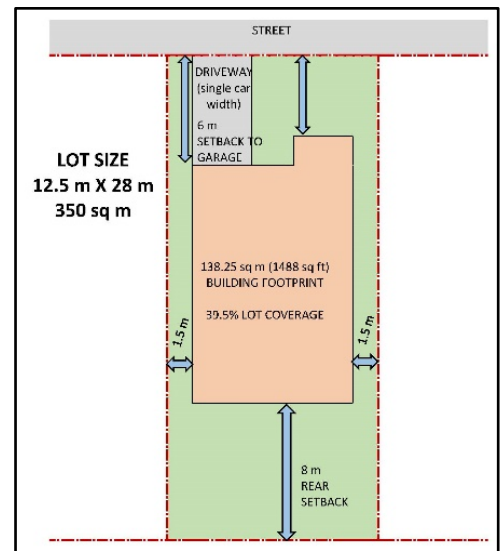 STREET
DRIVEWAY
(single car
width)
6 m
SETBACK TO
GARAGE
LOT SIZE
12.5 m X 28 m
350 sq m
138.25 sq m (1488 sq ft)
BUILDING FOOTPRINT
39.5% LOT COVERAGE
1.5 m
1.5 m
8 m
REAR
SETBACK